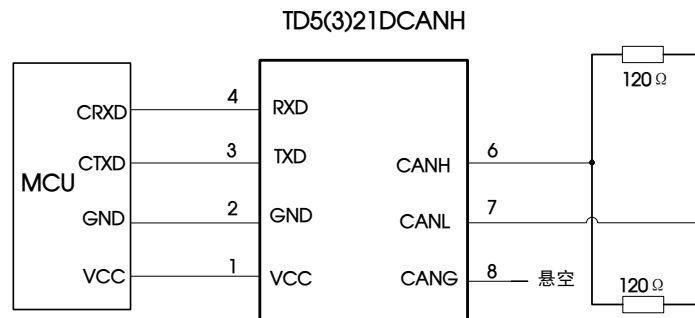 TD5(3)21DCANH
120Ω
CRXD
4
RXD
CTXD
3
TXD
CANH
6
MCU
GND
2
GND
CANL
7
VCC
1
VCC
CANG
8
悬空
120Ω